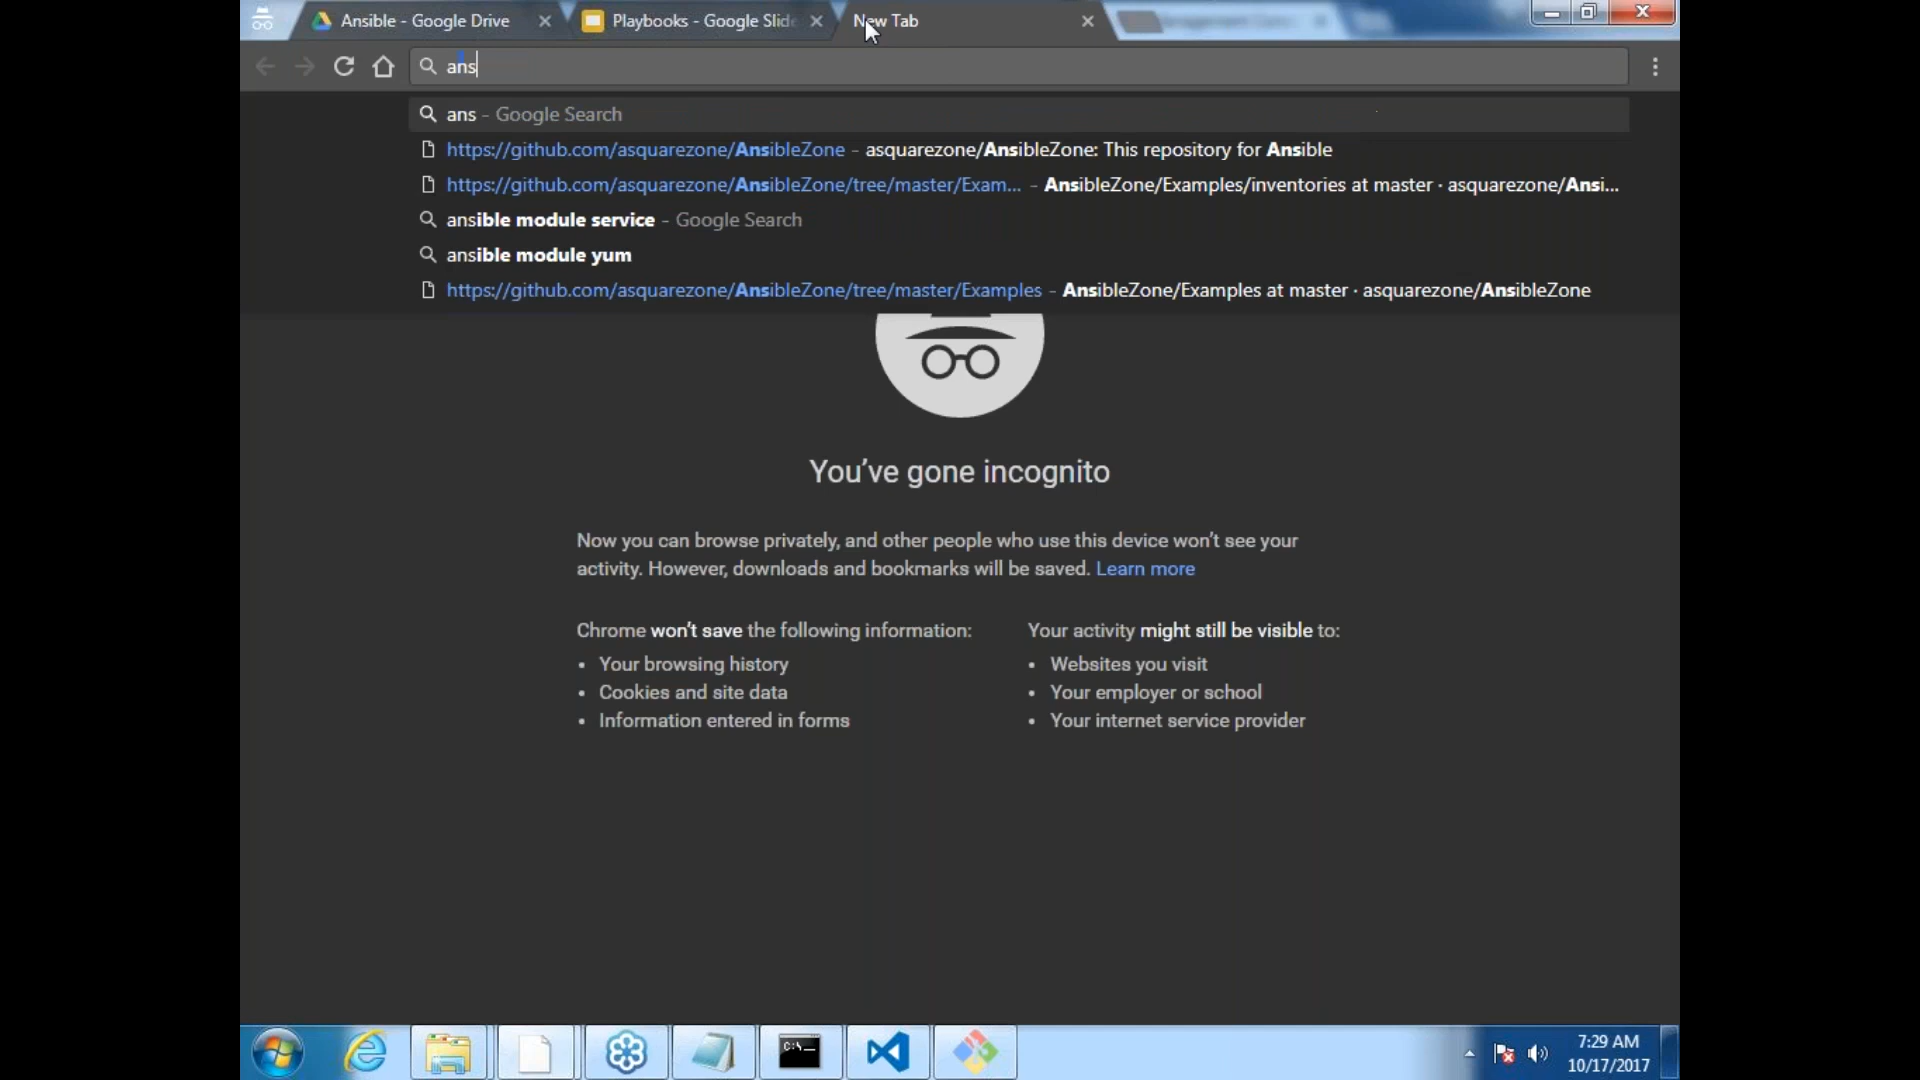 Ansible - Google Drive
Playbooks - Google Slide
New Tab
ans
ans - Google Search
https://github.com/asquarezone/AnsibleZone - asquarezone/AnsibleZone: This repository for Ansible
https://github.com/asquarezone/AnsibleZone/tree/master/Exam... - AnsibleZone/Examples/inventories at master · asquarezone/Ansi...
ansible module service - Google Search
ansible module yum
https://github.com/asquarezone/AnsibleZone/tree/master/Examples - AnsibleZone/Examples at master · asquarezone/AnsibleZone
You've gone incognito
Now you can browse privately, and other people who use this device won't see your
activity. However, downloads and bookmarks will be saved. Learn more
Chrome won't save the following information:
• Your browsing history
• Cookies and site data
• Information entered in forms
Your activity might still be visible to:
• Websites you visit
• Your employer or school
• Your internet service provider
C:\_
7:29 AM
10/17/2017